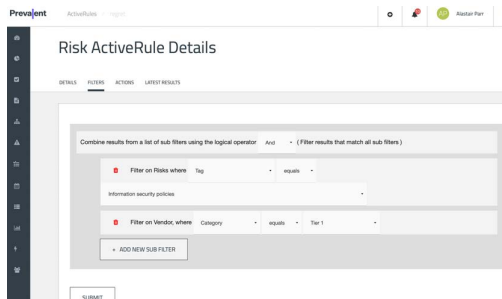 Prevalent
ActiveRules
Alastair Parr
Risk ActiveRule Details
DETAILS FILTERS ACTIONS LATEST RESULTS
Combine results from a list of sub filters using the logical operator And ( Filter results that match all sub filters )
Filter on Risks where Tag equals
Information security policies
Filter on Vendor, where Category equals Tier 1
+ ADD NEW SUB FILTER
SUBMIT